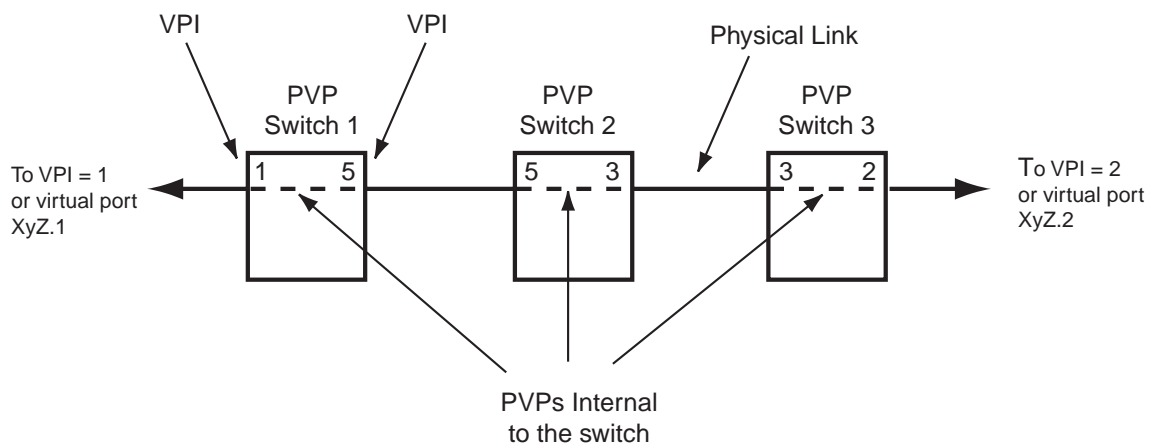 VPI
VPI
Physical Link
PVP
Switch 1
PVP
Switch 2
PVP
Switch 3
To VPI = 1
or virtual port
XyZ.1
1
5
5
3
3
2
To VPI = 2
or virtual port
XyZ.2
PVPs Internal
to the switch